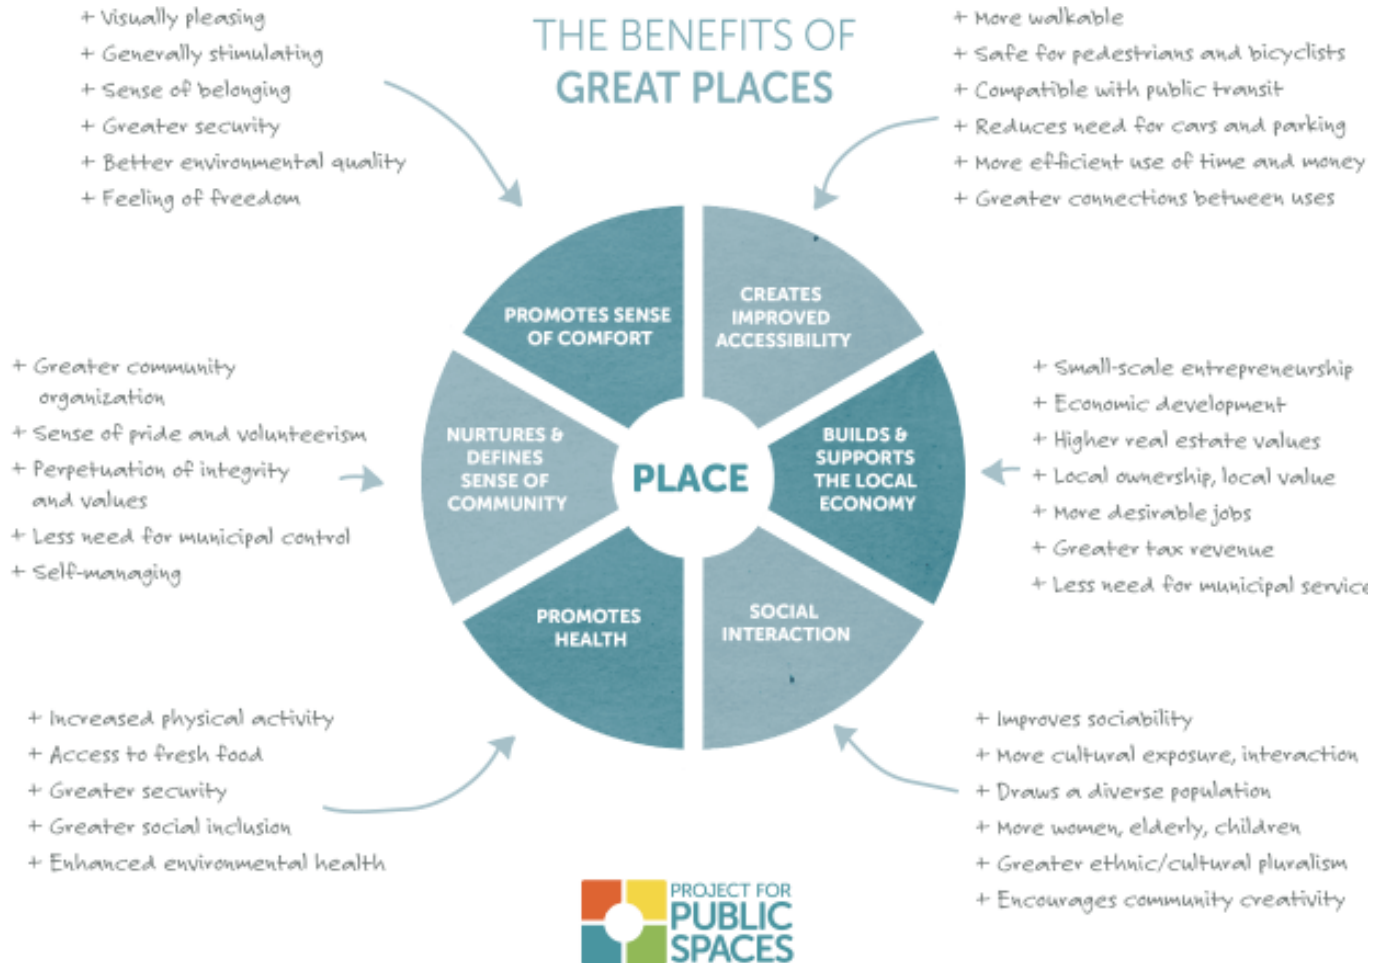 THE BENEFITS OF
GREAT PLACES
+ Visually pleasing
+ Generally stimulating
+ Sense of belonging
+ Greater security
+ Better environmental quality
+ Feeling of freedom
+ More walkable
+ Safe for pedestrians and bicyclists
+ Compatible with public transit
+ Reduces need for cars and parking
+ More efficient use of time and money
+ Greater connections between uses
PROMOTES SENSE
OF COMFORT
CREATES
IMPROVED
ACCESSIBILITY
+ Greater community
organization
+ Sense of pride and volunteerism
+ Perpetuation of integrity
and values
+ Less need for municipal control
+ Self-managing
NURTURES &
DEFINES
SENSE OF
COMMUNITY
PLACE
BUILDS &
SUPPORTS
THE LOCAL
ECONOMY
+ Small-scale entrepreneurship
+ Economic development
+ Higher real estate values
+ Local ownership, local value
+ More desirable jobs
+ Greater tax revenue
+ Less need for municipal service
PROMOTES
HEALTH
SOCIAL
INTERACTION
+ Increased physical activity
+ Access to fresh food
+ Greater security
+ Greater social inclusion
+ Enhanced environmental health
+ Improves sociability
+ More cultural exposure, interaction
+ Draws a diverse population
+ More women, elderly, children
+ Greater ethnic/cultural pluralism
+ Encourages community creativity
PROJECT FOR
PUBLIC
SPACES